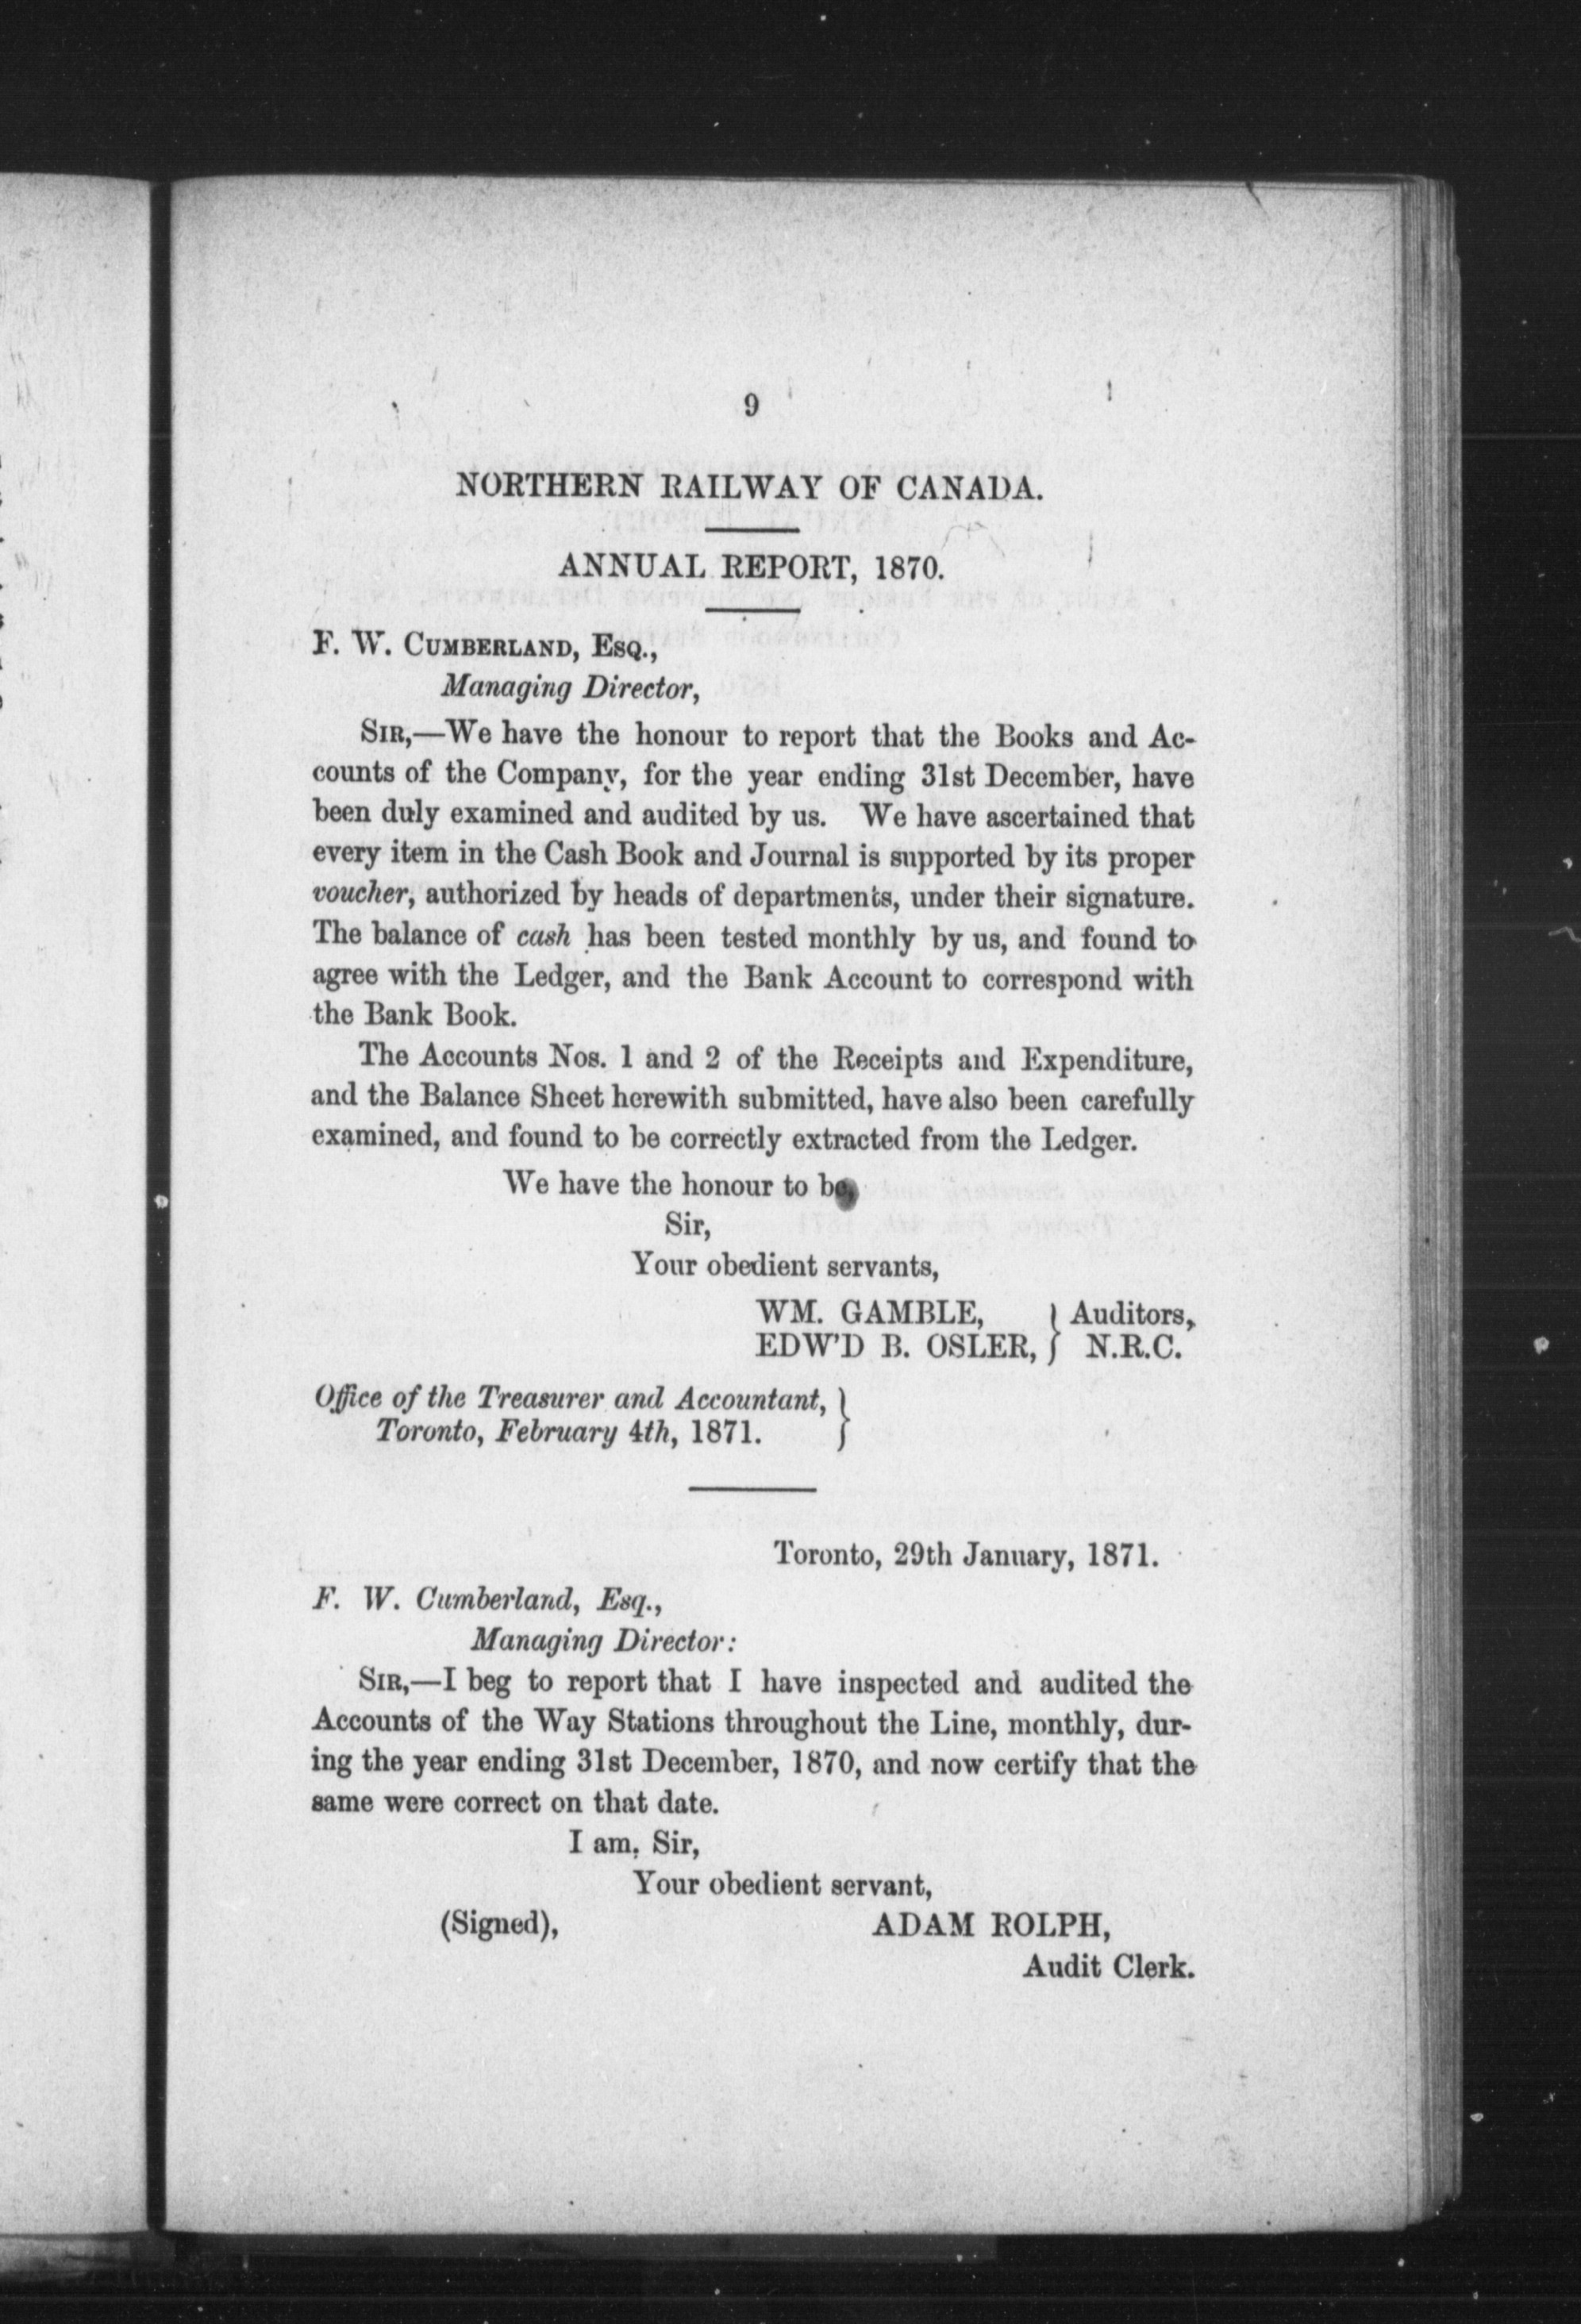 9
NORTHERN RAILWAY OF CANADA.
ANNUAL REPORT, 1870.
F. W. CUMBERLAND, ESQ.,
Managing Director,
SIR,—We have the honour to report that the Books and Ac-
counts of the Company, for the year ending 31st December, have
been duly examined and audited by us. We have ascertained that
every item in the Cash Book and Journal is supported by its proper
voucher, authorized by heads of departments, under their signature.
The balance of cash has been tested monthly by us, and found to
agree with the Ledger, and the Bank Account to correspond with
the Bank Book.
The Accounts Nos. 1 and 2 of the Receipts and Expenditure,
and the Balance Sheet herewith submitted, have also been carefully
examined, and found to be correctly extracted from the Ledger.
We have the honour to be,
Sir,
Your obedient servants,
WM. GAMBLE, } Auditors,
EDW'D B. OSLER, } N.R.C.
Office of the Treasurer and Accountant, }
Toronto, February 4th, 1871. }
Toronto, 29th January, 1871.
F. W. Cumberland, Esq.,
Managing Director:
SIR,—I beg to report that I have inspected and audited the
Accounts of the Way Stations throughout the Line, monthly, dur-
ing the year ending 31st December, 1870, and now certify that the
same were correct on that date.
I am, Sir,
Your obedient servant,
(Signed), ADAM ROLPH,
Audit Clerk.